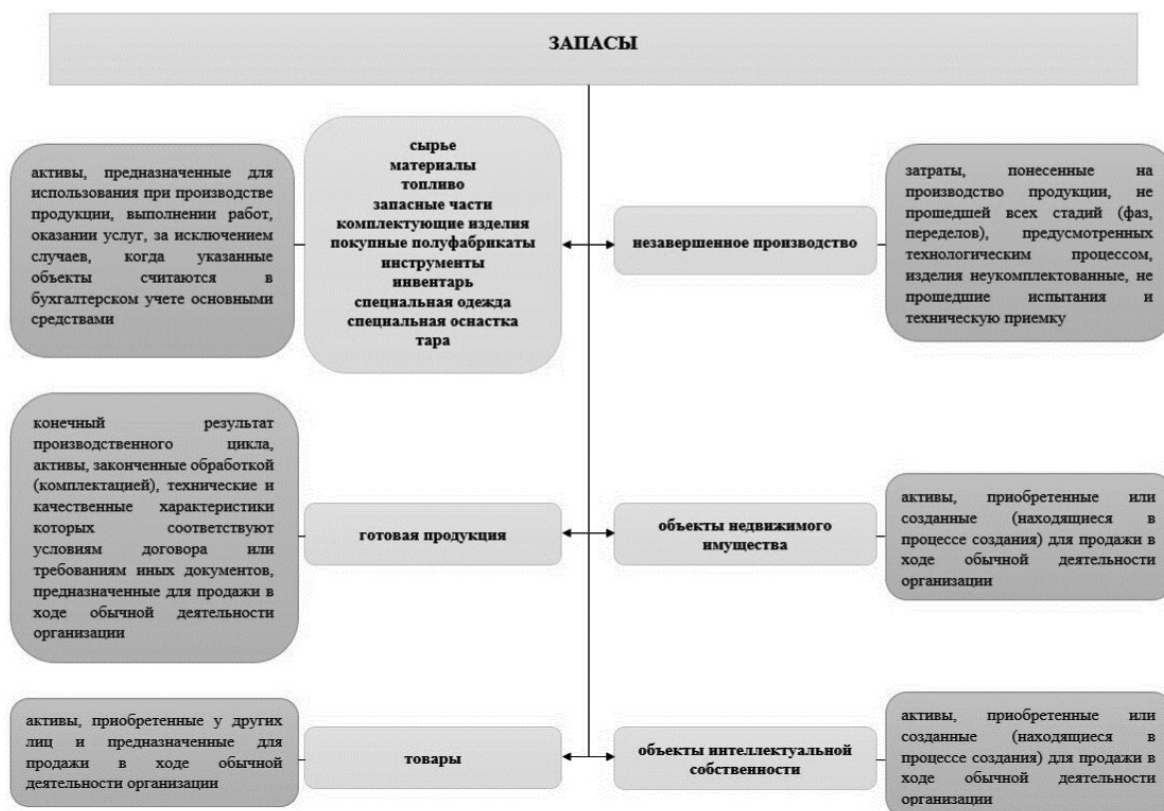 ЗАПАСЫ
активы, предназначенные для
использования при производстве
продукции, выполнении работ,
оказании услуг, за исключением
случаев, когда указанные
объекты считаются в
бухгалтерском учете основными
средствами
сырье
материалы
топливо
запасные части
комплектующие изделия
покупные полуфабрикаты
инструменты
инвентарь
специальная одежда
специальная оснастка
тара
незавершенное производство
затраты, понесенные на
производство продукции, не
прошедшей всех стадий (фаз,
переделов), предусмотренных
технологическим процессом,
изделия неукомплектованные, не
прошедшие испытания и
техническую приемку
конечный результат
производственного цикла,
активы, законченные обработкой
(комплектацией), технические и
качественные характеристики
которых соответствуют
условиям договора или
требованиям иных документов,
предназначенные для продажи в
ходе обычной деятельности
организации
готовая продукция
объекты недвижимого
имущества
активы, приобретенные или
созданные (находящиеся в
процессе создания) для продажи в
ходе обычной деятельности
организации
активы, приобретенные у других
лиц и предназначенные для
продажи в ходе обычной
деятельности организации
товары
объекты интеллектуальной
собственности
активы, приобретенные или
созданные (находящиеся в
процессе создания) для продажи в
ходе обычной деятельности
организации